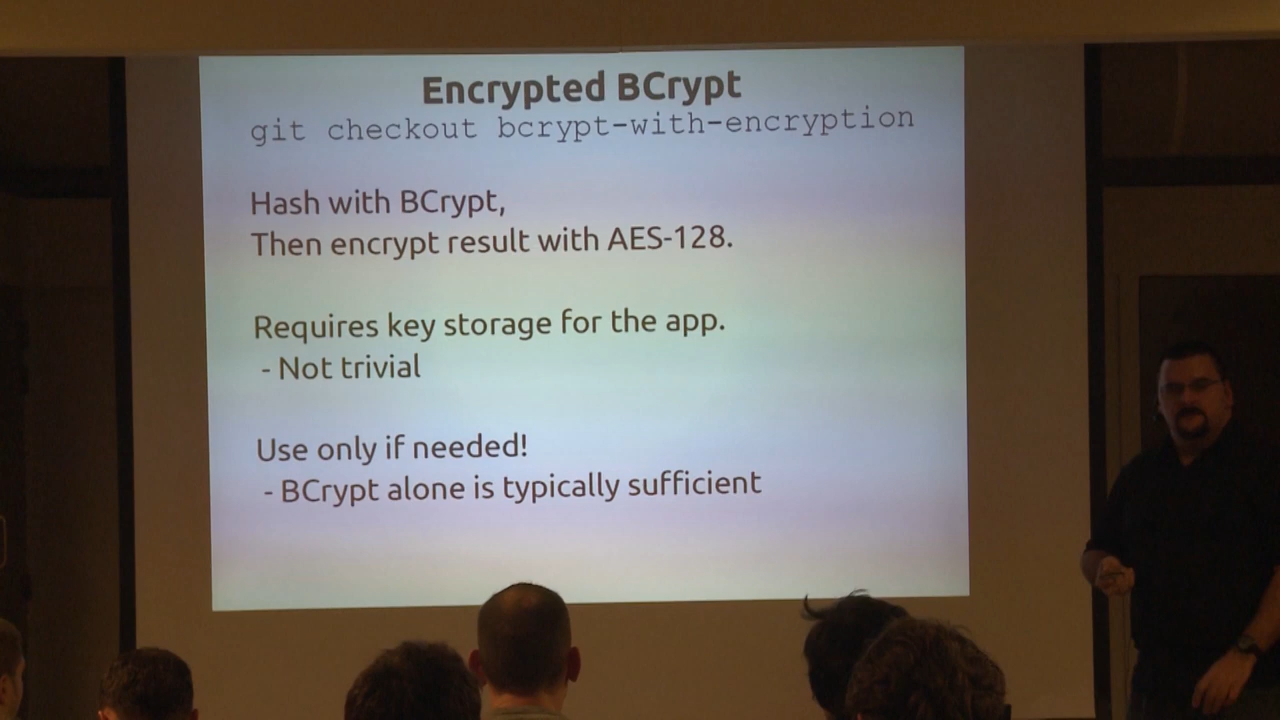 Encrypted BCrypt
git checkout bcrypt-with-encryption
Hash with BCrypt,
Then encrypt result with AES-128.
Requires key storage for the app.
- Not trivial
Use only if needed!
- BCrypt alone is typically sufficient